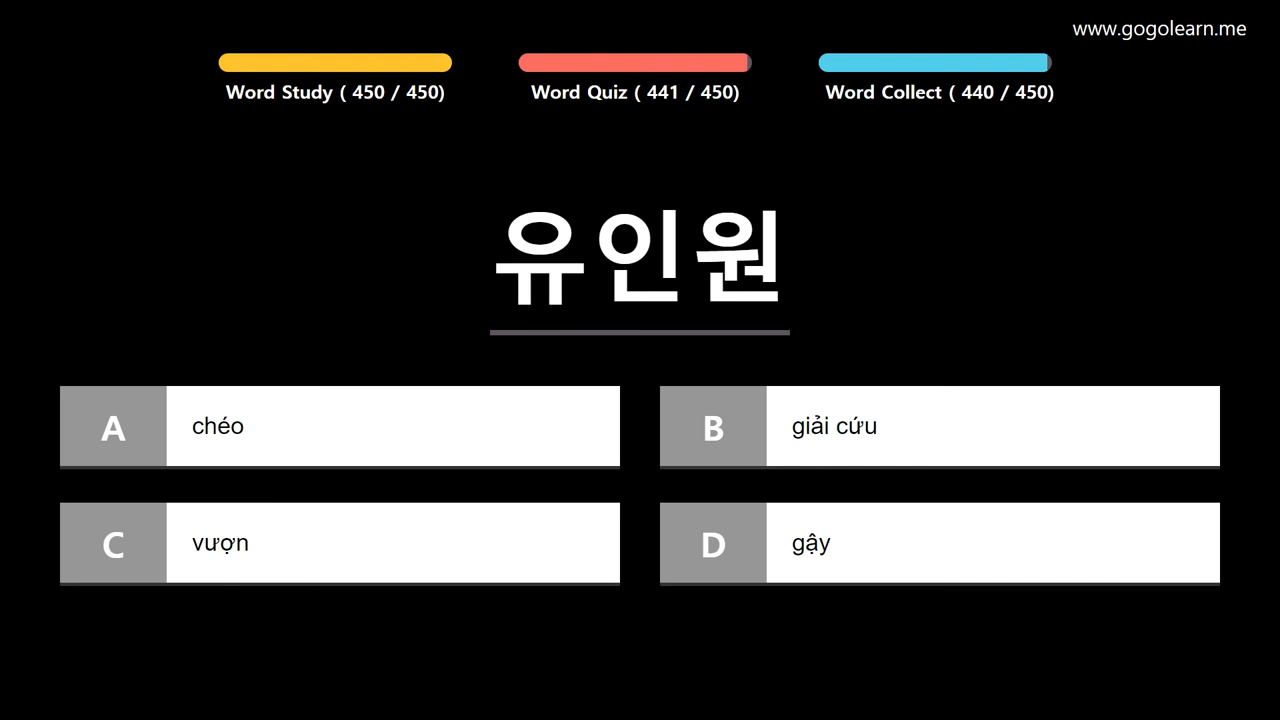 www.gogolearn.me
Word Study ( 450 / 450)
Word Quiz ( 441 / 450)
Word Collect ( 440 / 450)
유인원
A chéo
B giải cứu
C vượn
D gậy